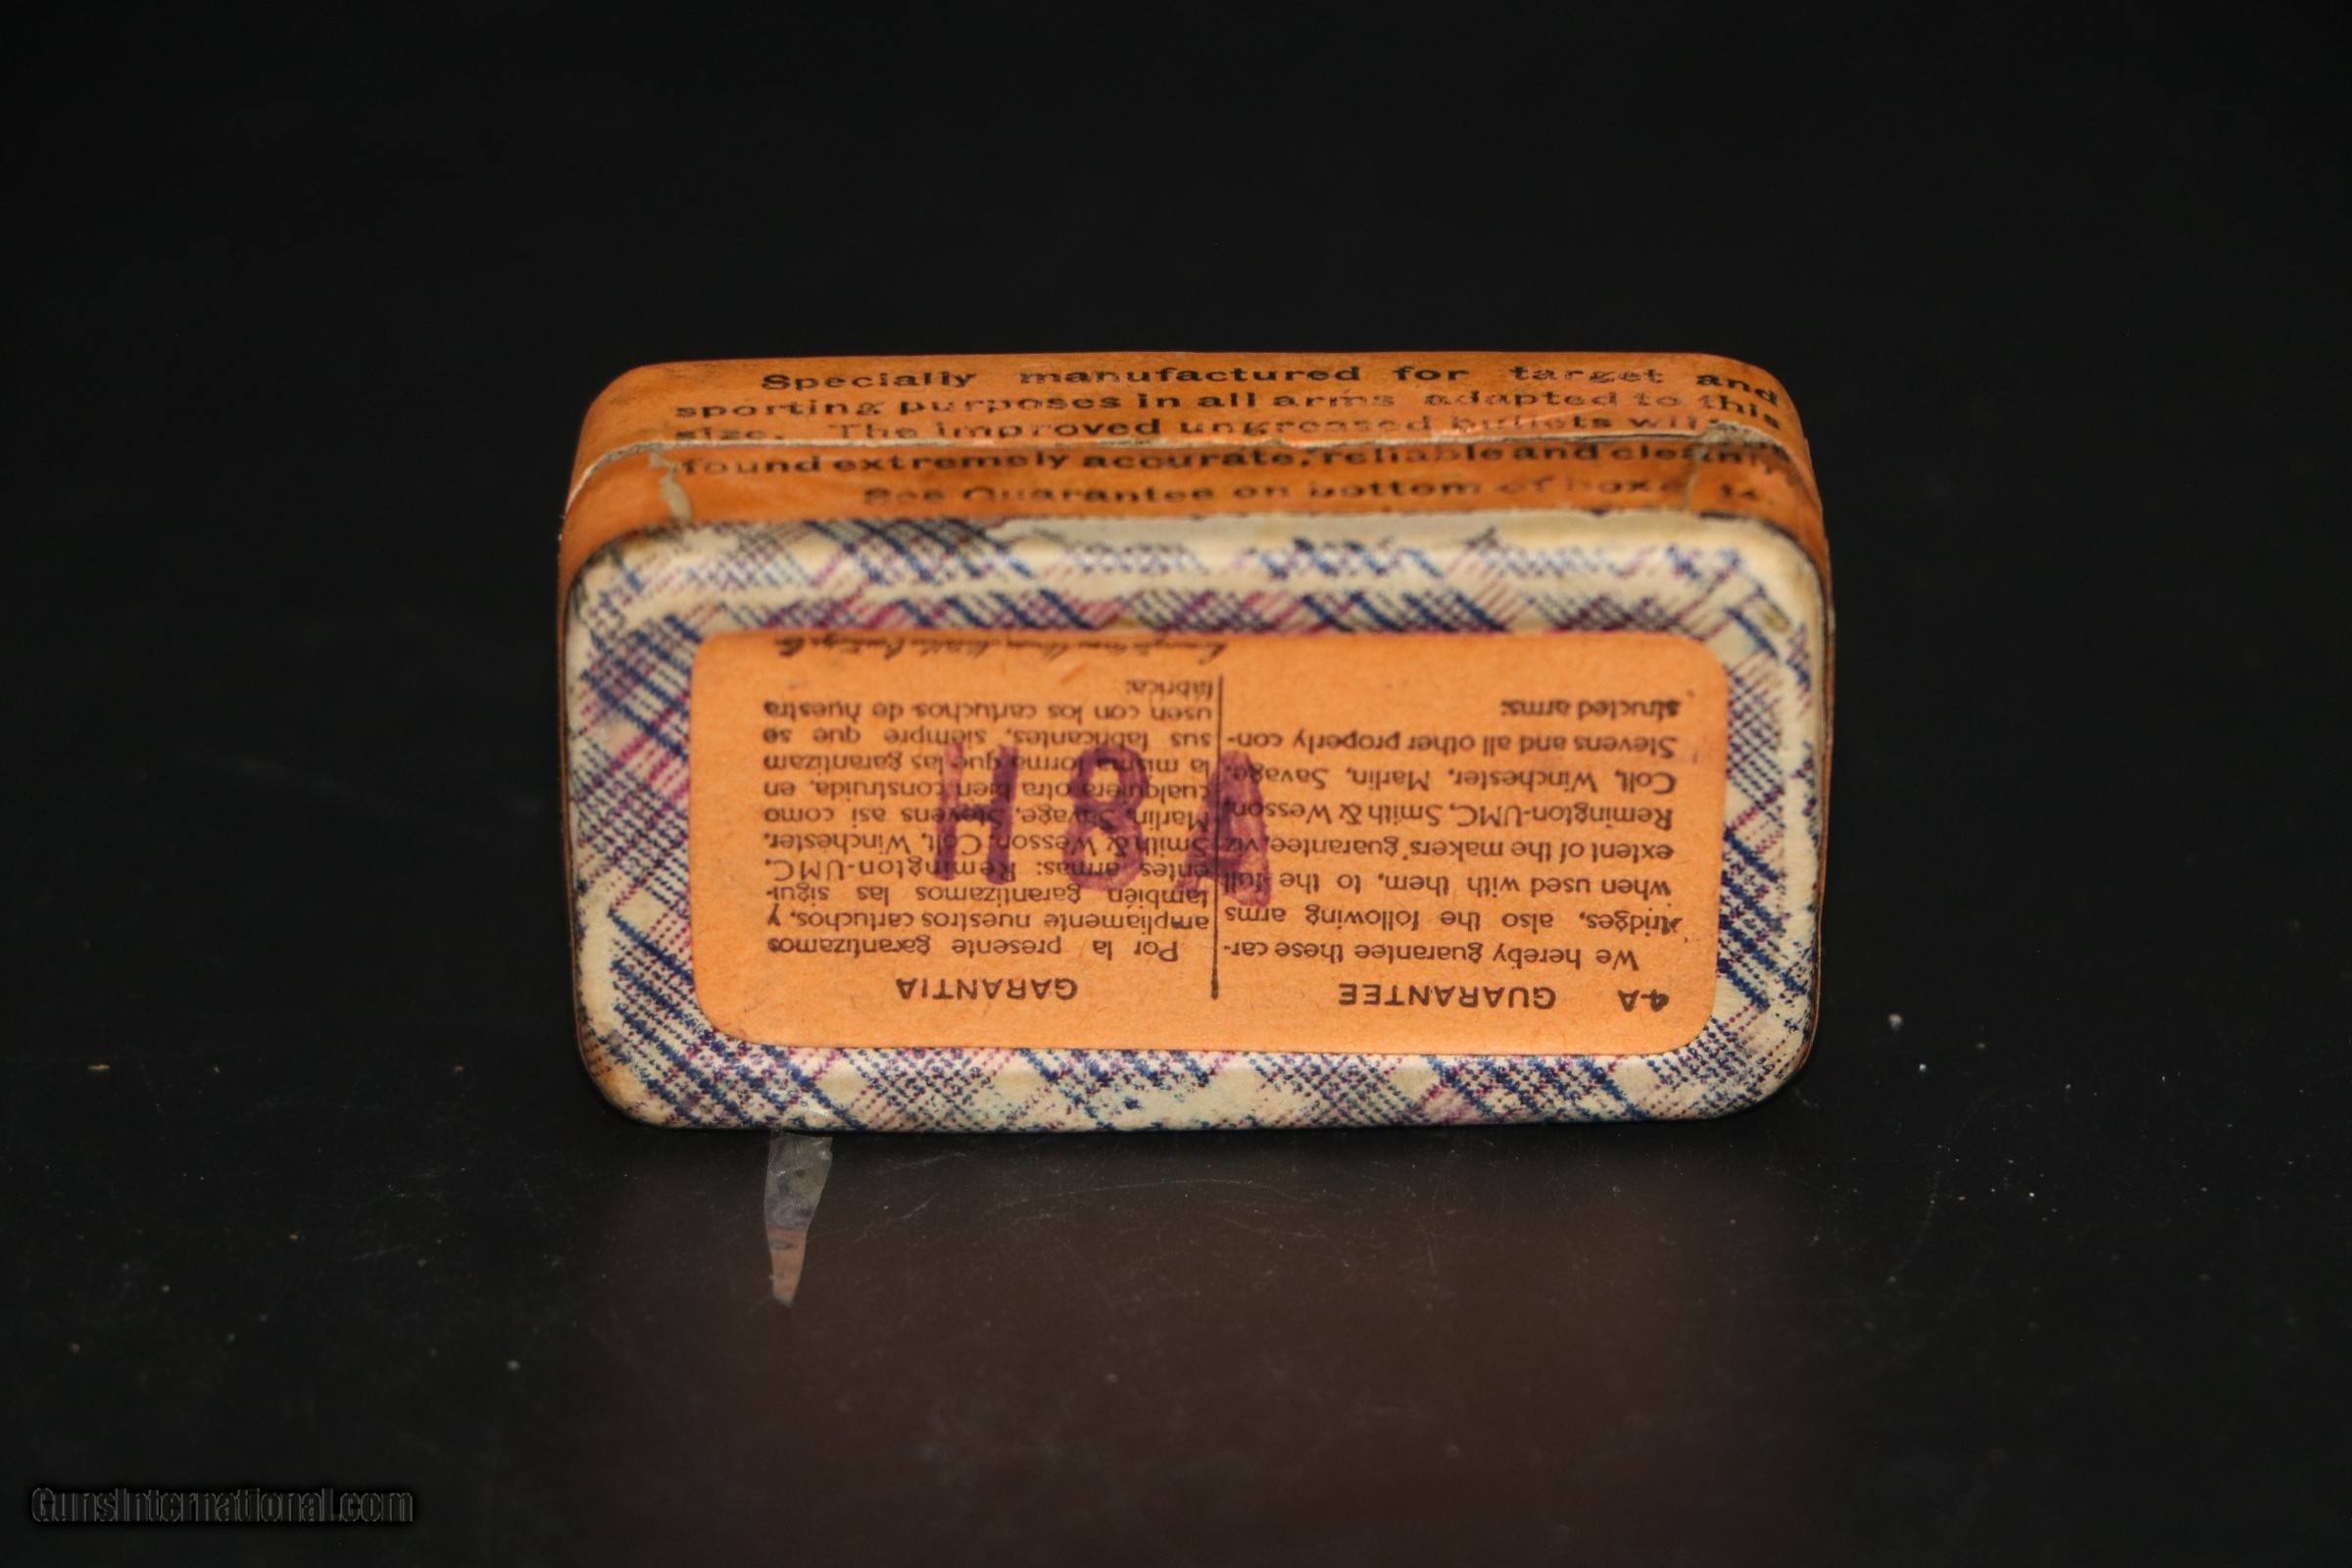 Specially manufactured for target and
sporting purposes in all arms adapted to this
size. The improved ungreased bullets will be
found extremely accurate, reliable and cleanly
See Guarantee on bottom of box. 14.
4-A GUARANTEE
We hereby guarantee these car-
tridges, also the following arms
when used with them, to the full
extent of the makers' guarantee, viz:
Remington-UMC, Smith & Wesson,
Colt, Winchester, Marlin, Savage,
Stevens and all other properly con-
structed arms:
GARANTIA
Por la presente garantizamos
ampliamente nuestros cartuchos, y
también garantizamos las sigui-
entes armas: Remington-UMC,
Smith & Wesson, Colt, Winchester,
Marlin, Savage, Stevens asi como
cualquiera otra bien construida, en
la misma forma que las garantizam
sus fabricantes, siempre que se
usen con los cartuchos de nuestra
fábrica:
H8A
GunsInternational.com